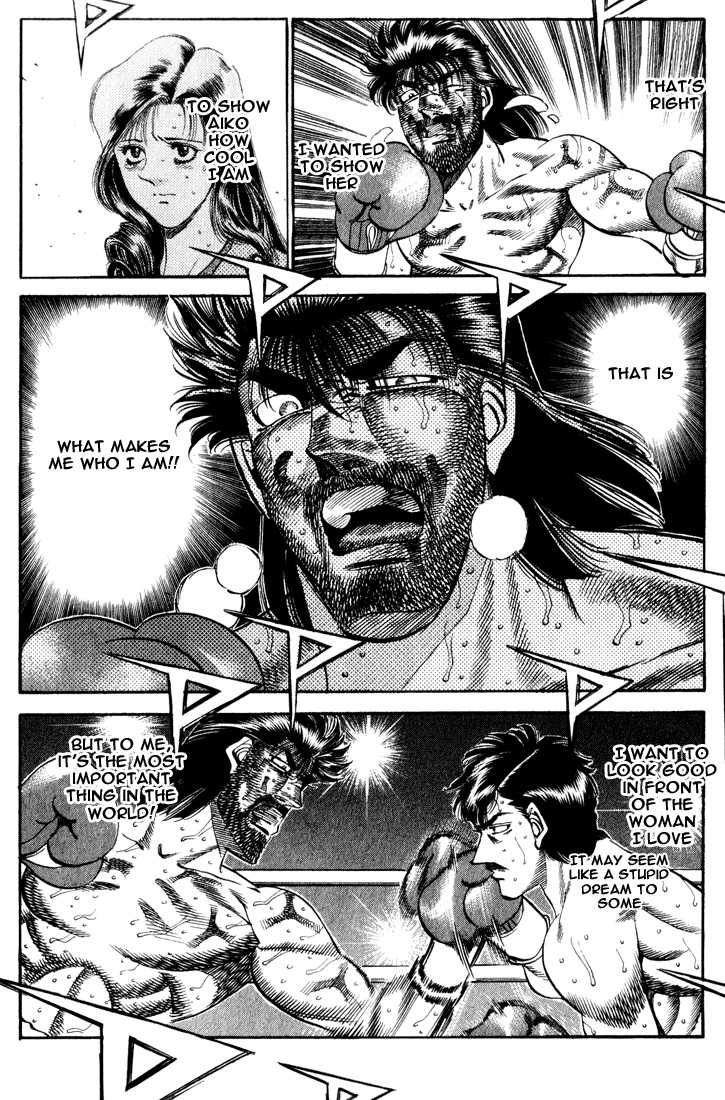 THAT'S
RIGHT
I WANTED
TO SHOW
HER
TO SHOW
AIKO
HOW
COOL
I AM
THAT IS
WHAT MAKES
ME WHO I AM!!
I WANT TO
LOOK GOOD
IN FRONT
OF THE
WOMAN
I LOVE
IT MAY SEEM
LIKE A STUPID
DREAM TO
SOME
BUT TO ME,
IT'S THE MOST
IMPORTANT
THING IN THE
WORLD!